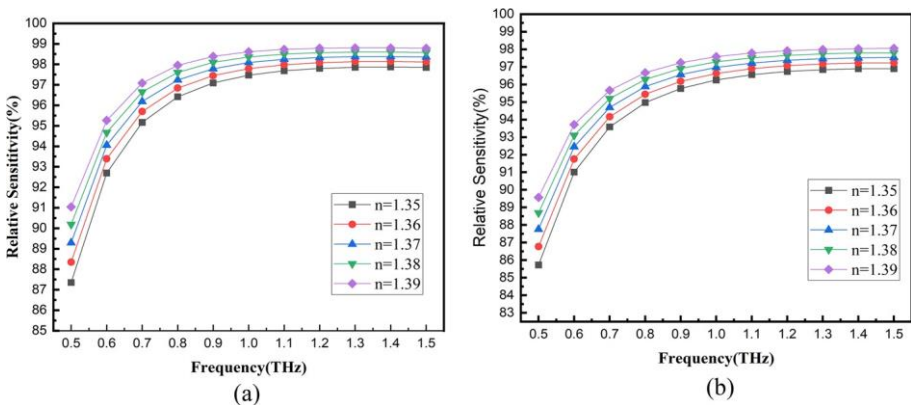 100
99
98
97
96
95
94
93
92
91
90
89
88
87
86
85
Relative Sensititvity(%)
n=1.35
n=1.36
n=1.37
n=1.38
n=1.39
0.5 0.6 0.7 0.8 0.9 1.0 1.1 1.2 1.3 1.4 1.5
Frequency(THz)
(a)
100
99
98
97
96
95
94
93
92
91
90
89
88
87
86
85
84
83
Relative Sensitivity(%)
n=1.35
n=1.36
n=1.37
n=1.38
n=1.39
0.5 0.6 0.7 0.8 0.9 1.0 1.1 1.2 1.3 1.4 1.5
Frequency(THz)
(b)